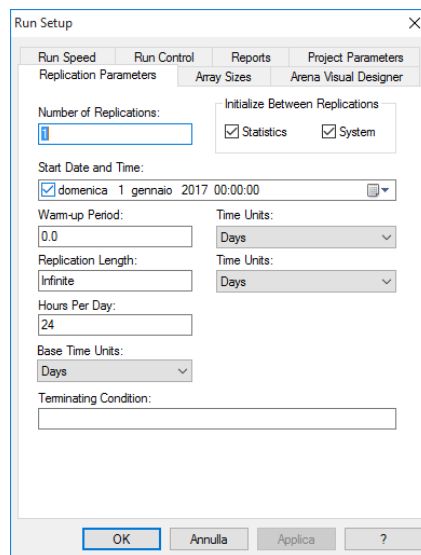 Run Setup
Run Speed Run Control Reports Project Parameters
Replication Parameters Array Sizes Arena Visual Designer
Number of Replications:
1
Initialize Between Replications
Statistics System
Start Date and Time:
domenica 1 gennaio 2017 00:00:00
Warm-up Period: Time Units:
0.0 Days
Replication Length: Time Units:
Infinite Days
Hours Per Day:
24
Base Time Units:
Days
Terminating Condition:
OK Annulla Applica ?